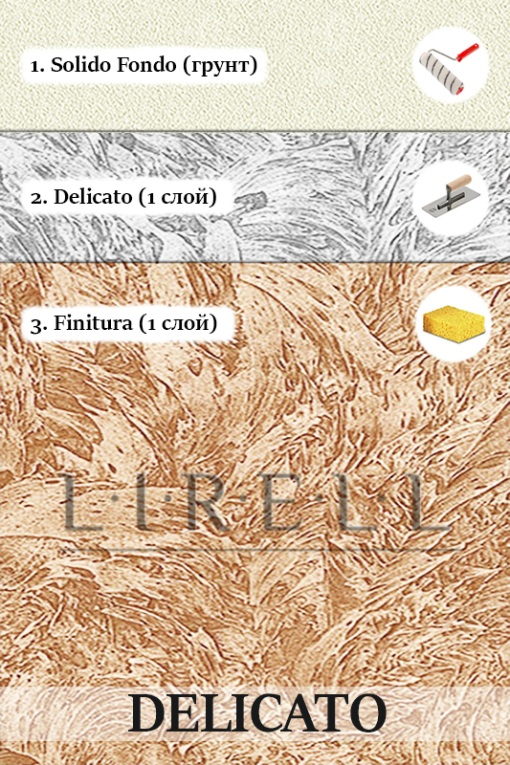 1. Solido Fondo (грунт)
2. Delicato (1 слой)
3. Finitura (1 слой)
L·I·R·E·L·L
DELICATO